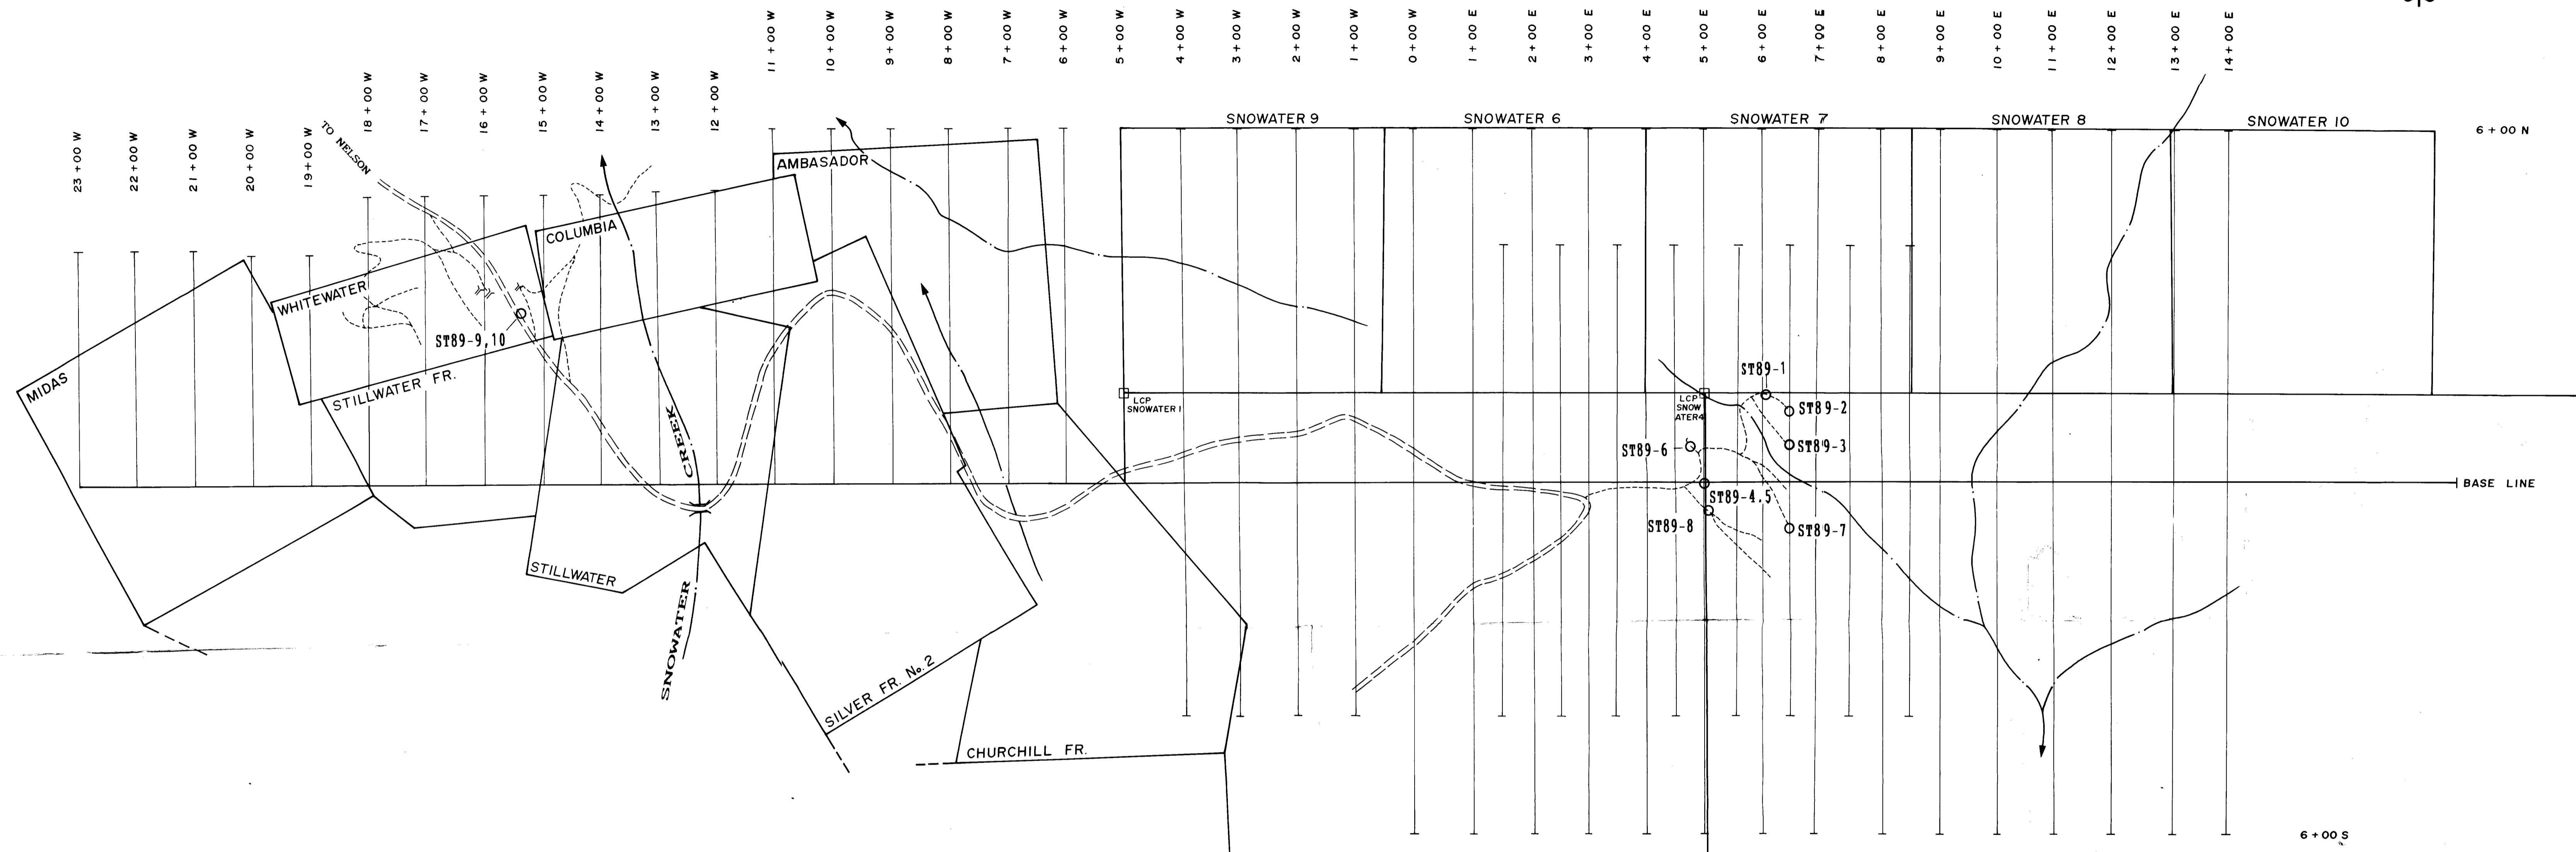 23 + 00 W
22 + 00 W
21 + 00 W
20 + 00 W
19 + 00 W
18 + 00 W
17 + 00 W
16 + 00 W
15 + 00 W
14 + 00 W
13 + 00 W
12 + 00 W
11 + 00 W
10 + 00 W
9 + 00 W
8 + 00 W
7 + 00 W
6 + 00 W
5 + 00 W
4 + 00 W
3 + 00 W
2 + 00 W
1 + 00 W
0 + 00 W
1 + 00 E
2 + 00 E
3 + 00 E
4 + 00 E
5 + 00 E
6 + 00 E
7 + 00 E
8 + 00 E
9 + 00 E
10 + 00 E
11 + 00 E
12 + 00 E
13 + 00 E
14 + 00 E
TO NELSON
SNOWATER 9
SNOWATER 6
SNOWATER 7
SNOWATER 8
SNOWATER 10
6 + 00 N
AMBASADOR
COLUMBIA
WHITEWATER
ST89-9,10
MIDAS
STILLWATER FR.
LCP
SNOWATER 1
LCP
SNOW
ATER4
ST89-1
ST89-2
ST89-3
ST89-6
ST89-4,5
ST89-8
ST89-7
BASE LINE
SNOWATER CREEK
STILLWATER
SILVER FR. No. 2
CHURCHILL FR.
6 + 00 S